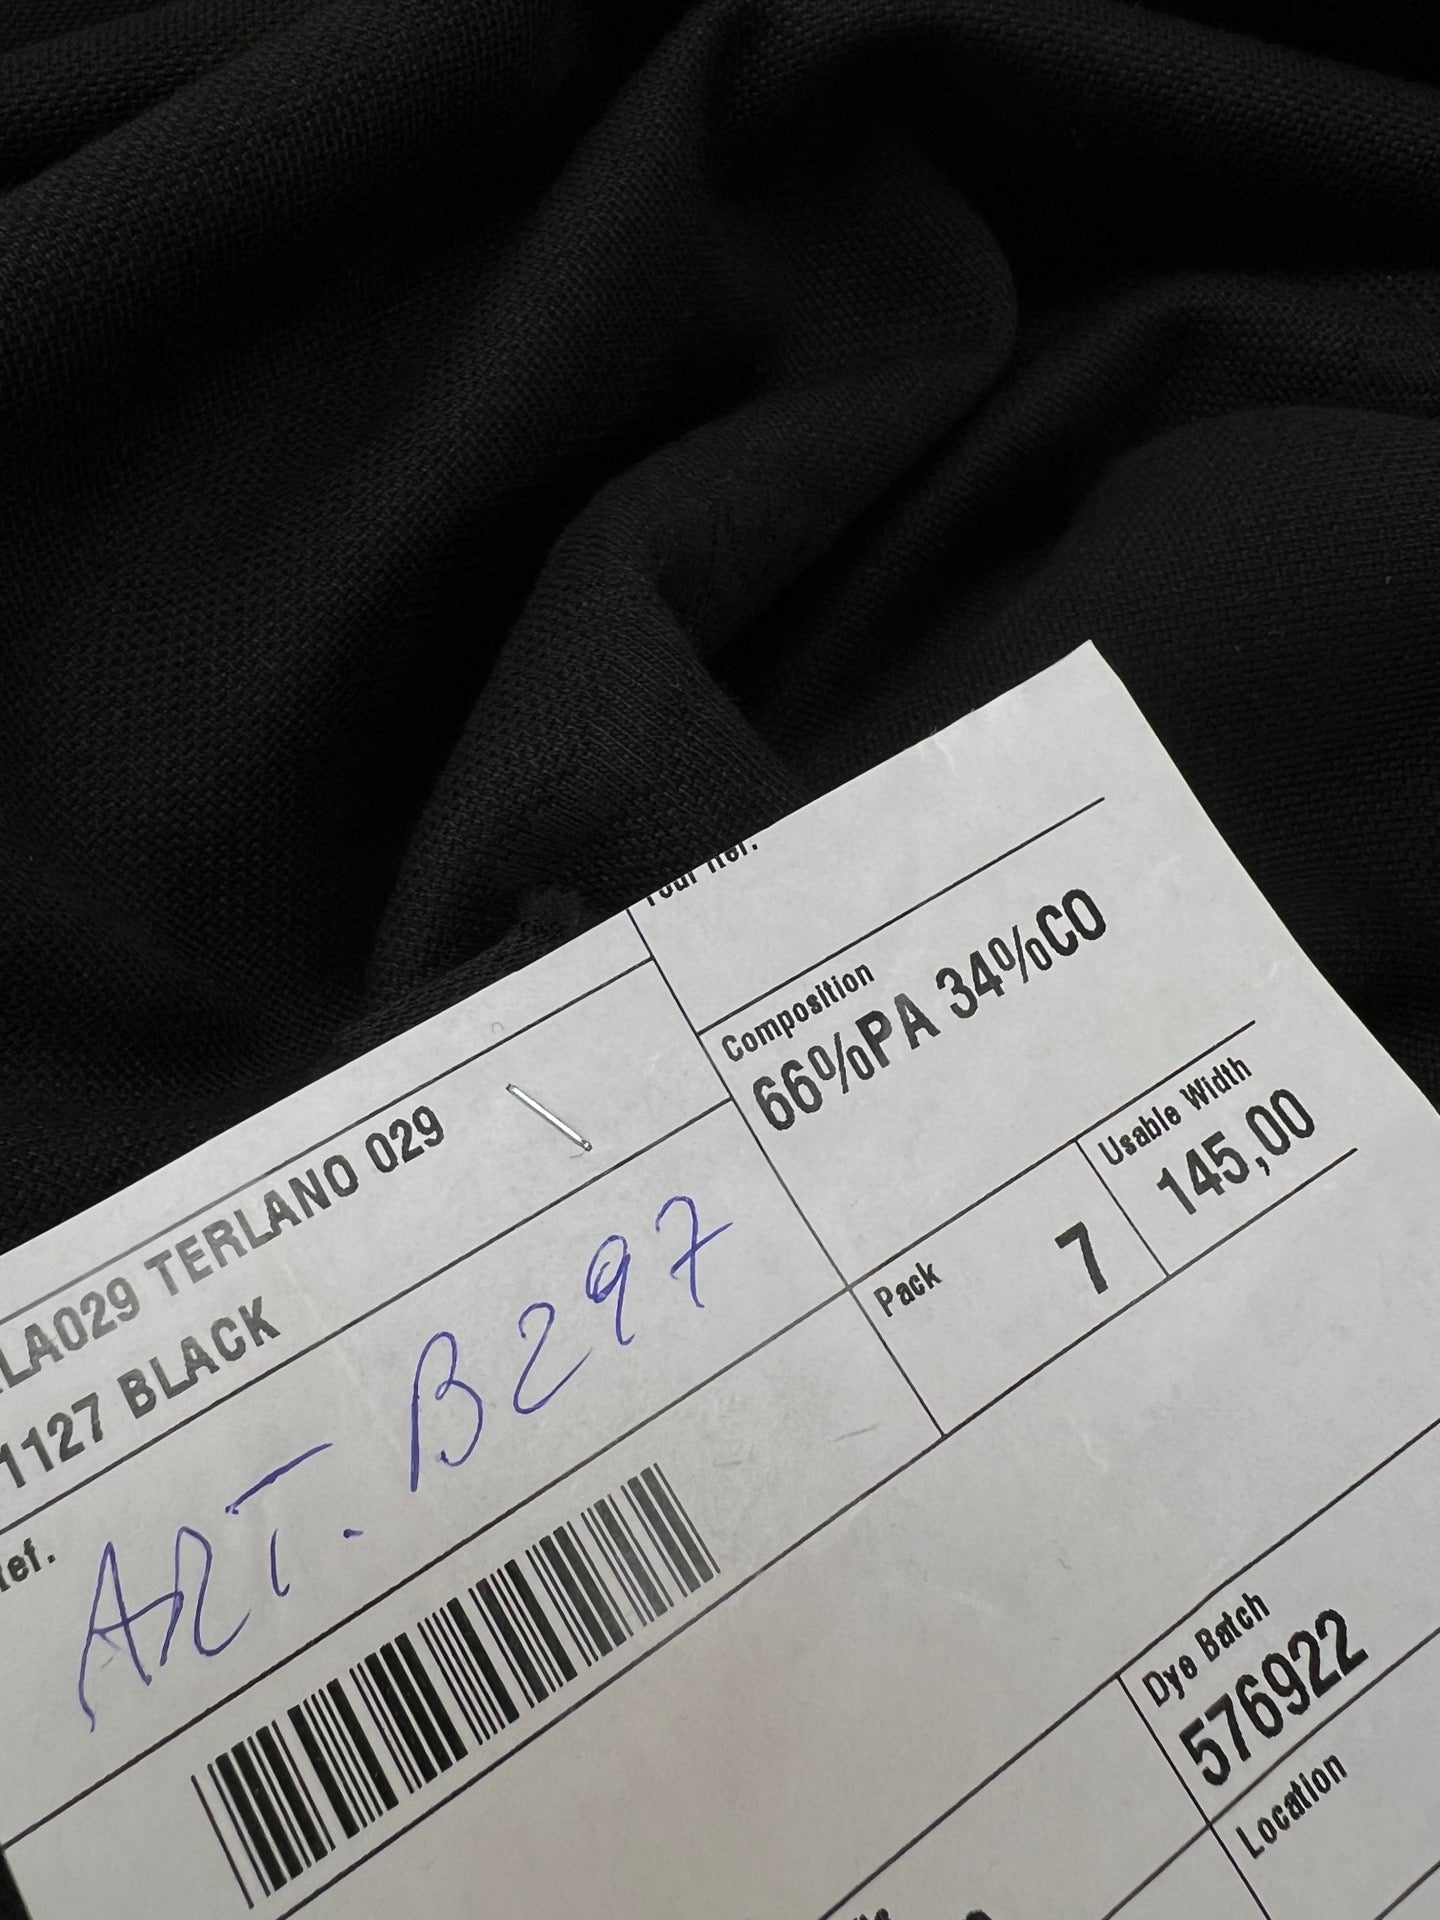 Your Ref.
LA029 TERLANO 029
1127 BLACK
Composition
66%PA 34%CO
Pack
7
Usable Width
145,00
ef.
ART. B297
Dye Batch
576922
Location